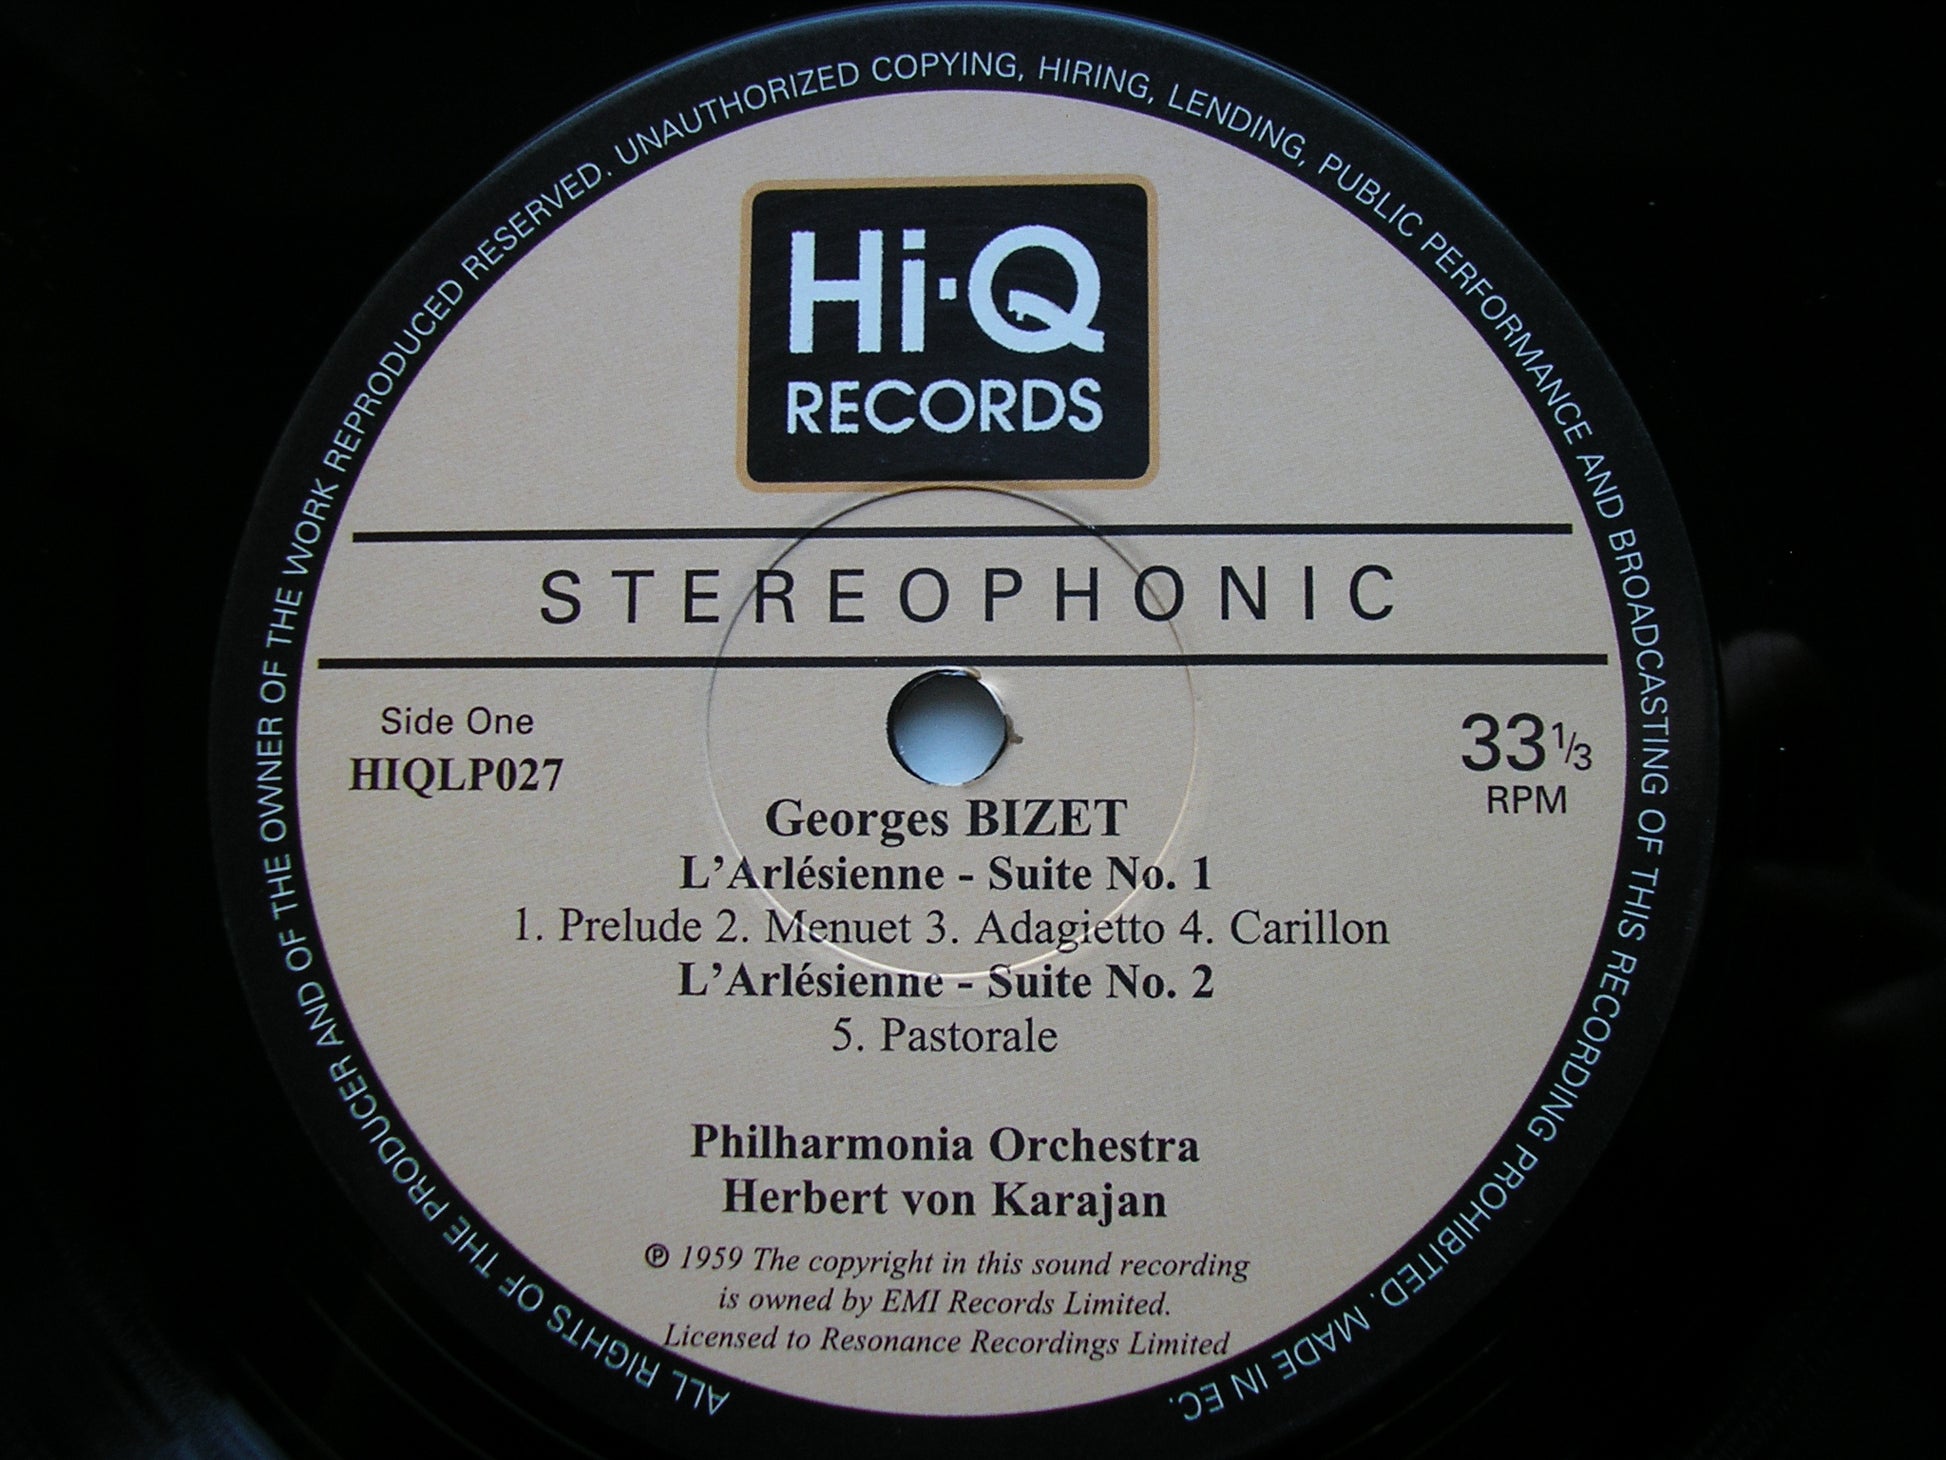 ALL RIGHTS OF THE PRODUCER AND OF THE OWNER OF THE WORK REPRODUCED RESERVED. UNAUTHORIZED COPYING, HIRING, LENDING, PUBLIC PERFORMANCE AND BROADCASTING OF THIS RECORDING PROHIBITED. MADE IN EC.
Hi-Q
RECORDS
STEREOPHONIC
Side One
HIQLP027
33 1/3
RPM
Georges BIZET
L'Arlésienne - Suite No. 1
1. Prelude 2. Menuet 3. Adagietto 4. Carillon
L'Arlésienne - Suite No. 2
5. Pastorale
Philharmonia Orchestra
Herbert von Karajan
℗ 1959 The copyright in this sound recording
is owned by EMI Records Limited.
Licensed to Resonance Recordings Limited